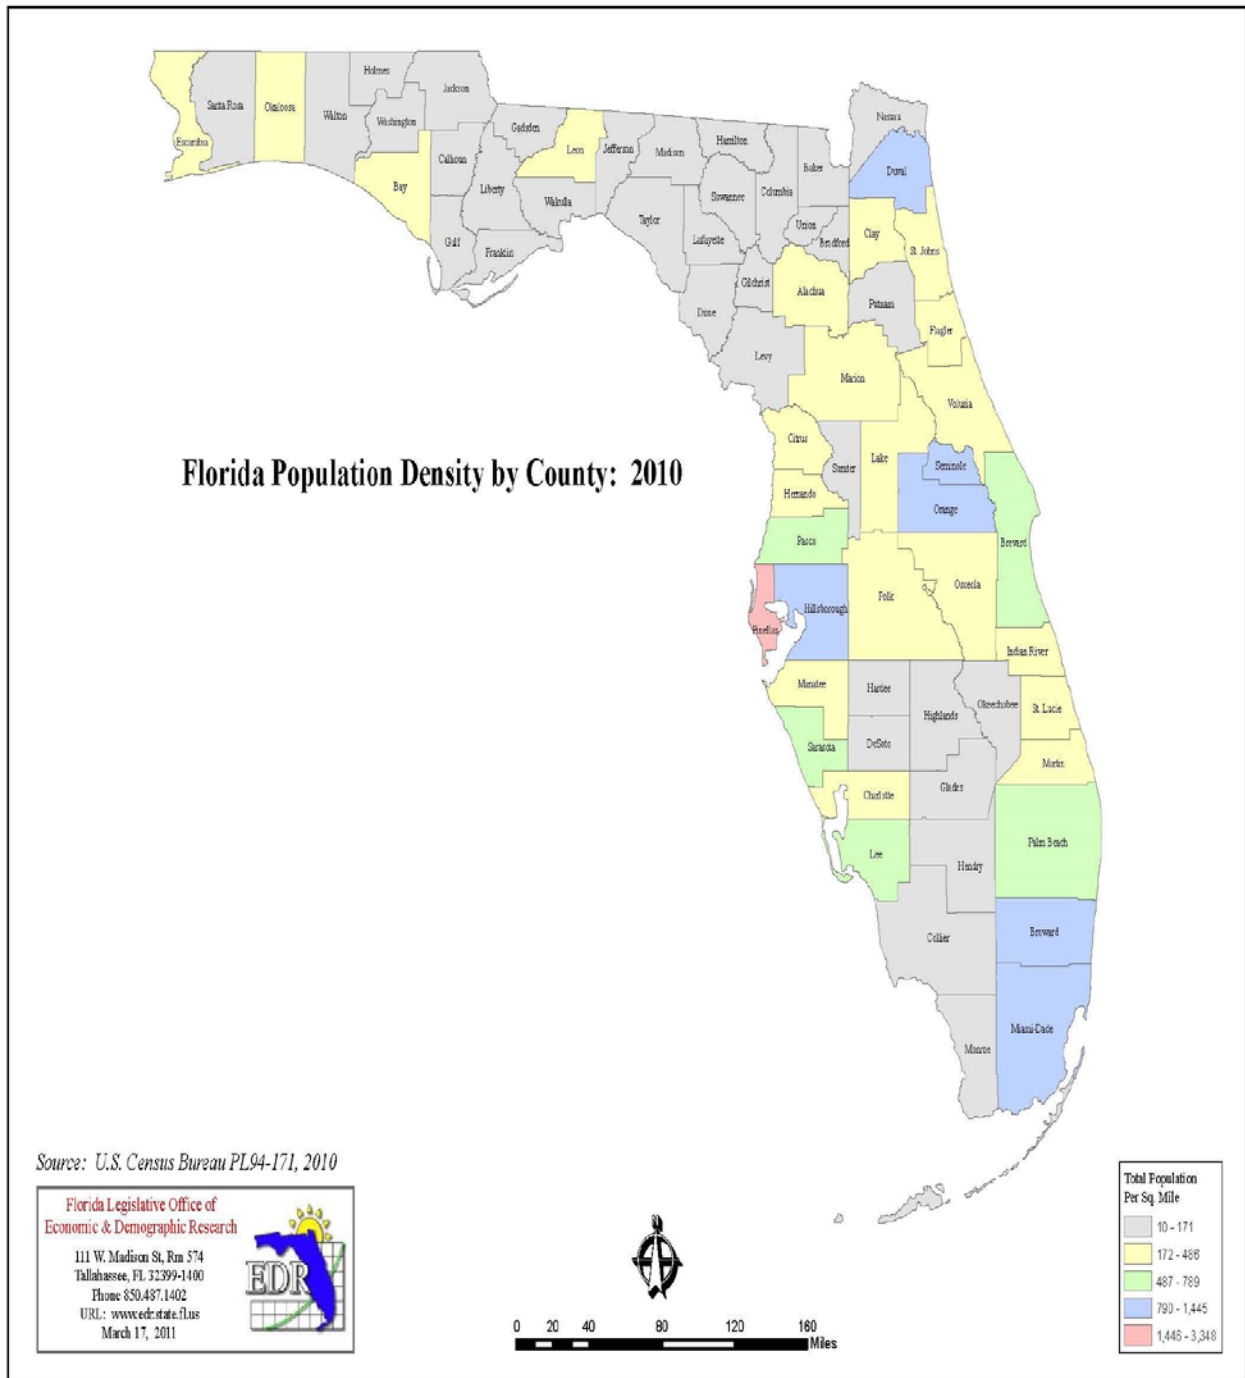 Holmes
Jackson
Santa Rosa
Okaloosa
Walton
Washington
Escambia
Gadsden
Leon
Jefferson
Madison
Hamilton
Nassau
Baker
Duval
Bay
Calhoun
Liberty
Wakulla
Taylor
Suwannee
Columbia
Union
Bradford
Lafayette
Clay
St. Johns
Gulf
Franklin
Gilchrist
Alachua
Putnam
Dixie
Flagler
Levy
Marion
Volusia
Citrus
Sumter
Lake
Seminole
Florida Population Density by County: 2010
Hernando
Orange
Pasco
Brevard
Osceola
Polk
Hillsborough
Pinellas
Indian River
Manatee
Hardee
Highlands
Okeechobee
St. Lucie
Sarasota
DeSoto
Martin
Charlotte
Glades
Lee
Hendry
Palm Beach
Collier
Broward
Miami-Dade
Monroe
Source: U.S. Census Bureau PL94-171, 2010
Florida Legislative Office of
Economic & Demographic Research
111 W. Madison St, Rm 574
Tallahassee, FL 32399-1400
Phone 850.487.1402
URL: www.edr.state.fl.us
March 17, 2011
EDR
0 20 40 80 120 160
Miles
Total Population
Per Sq. Mile
10 - 171
172 - 486
487 - 789
790 - 1,445
1,446 - 3,348